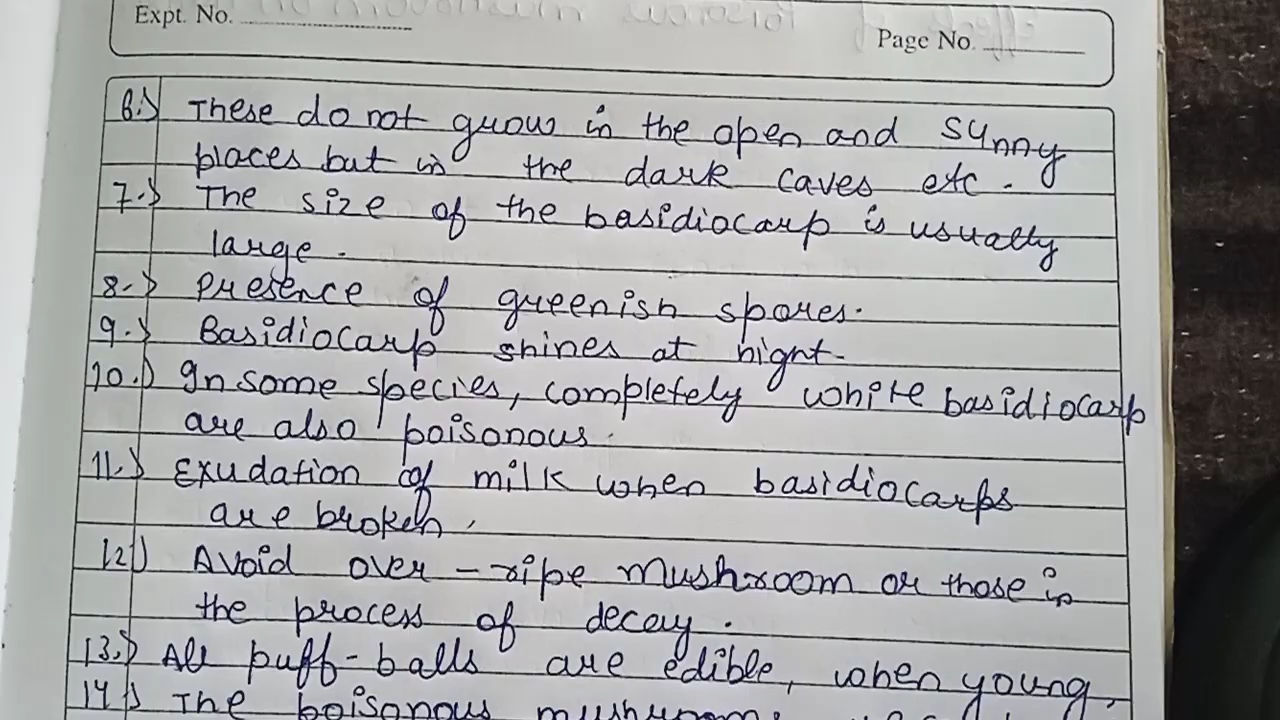 Expt. No.
Page No.
6.) These do not grow in the open and sunny
places but in the dark caves etc.
7.) The size of the basidiocarp is usually
large.
8.) Presence of greenish spores.
9.) Basidiocarp shines at night.
10.) In some species, completely white basidiocarp
are also poisonous.
11.) Exudation of milk when basidiocarps
are broken.
12) Avoid over-ripe mushroom or those in
the process of decay.
13.) All puff-balls are edible, when young.
14.) The poisonous